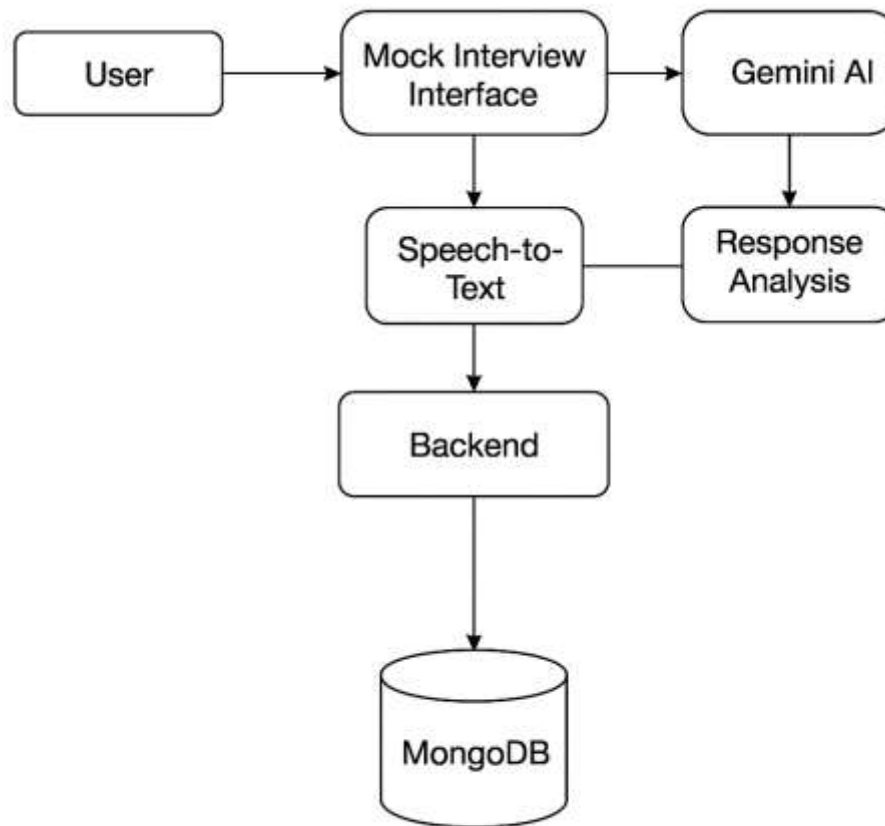 User
Mock Interview
Interface
Gemini AI
Speech-to-
Text
Response
Analysis
Backend
MongoDB